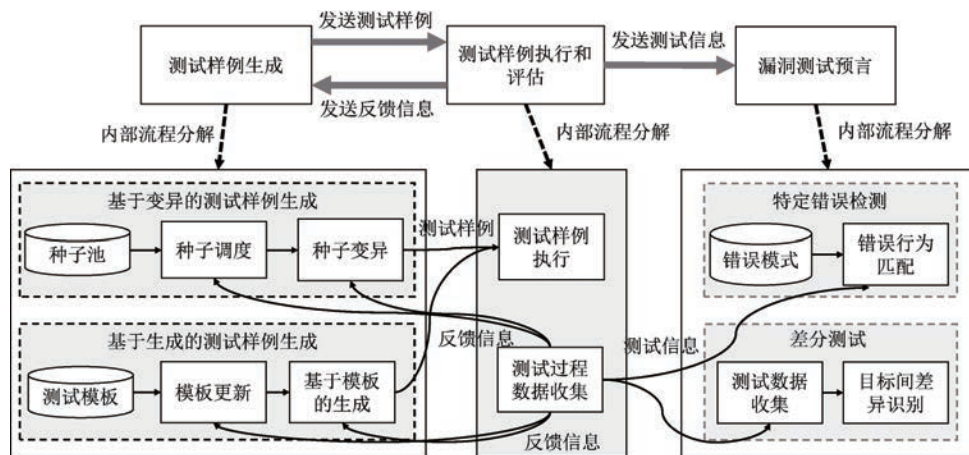 发送测试样例
发送测试信息
测试样例生成
测试样例执行和
评估
漏洞测试预言
发送反馈信息
内部流程分解
内部流程分解
内部流程分解
基于变异的测试样例生成
种子池
种子调度
种子变异
测试样例
测试样例
执行
特定错误检测
错误模式
错误行为
匹配
基于生成的测试样例生成
测试模板
模板更新
基于模板
的生成
反馈信息
测试过程
数据收集
反馈信息
测试信息
差分测试
测试数据
收集
目标间差
异识别